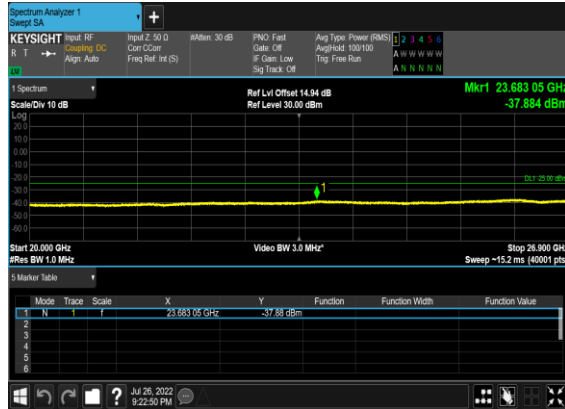 Spectrum Analyzer 1
Swept SA
+
KEYSIGHT Input: RF Input Z: 50 Ω #Atten: 30 dB PNO: Fast Avg Type: Power (RMS) 1 2 3 4 5 6
R T Coupling: DC Corr CCorr Gate: Off Avg|Hold: 100/100 A W W W W W
Align: Auto Freq Ref: Int (S) IF Gain: Low Trig: Free Run
Sig Track: Off A N N N N N
1 Spectrum Ref Lvl Offset 14.94 dB Mkr1 23.683 05 GHz
Scale/Div 10 dB Ref Level 30.00 dBm -37.884 dBm
Log
20.0
10.0
0.00
-10.0
-20.0 DL1 -25.00 dBm
-30.0 1
-40.0
-50.0
-60.0
Start 20.000 GHz Video BW 3.0 MHz* Stop 26.900 GHz
#Res BW 1.0 MHz Sweep ~15.2 ms (40001 pts)
5 Marker Table
Mode Trace Scale X Y Function Function Width Function Value
1 N 1 f 23.683 05 GHz -37.88 dBm
2
3
4
5
6
? Jul 26, 2022
9:22:50 PM